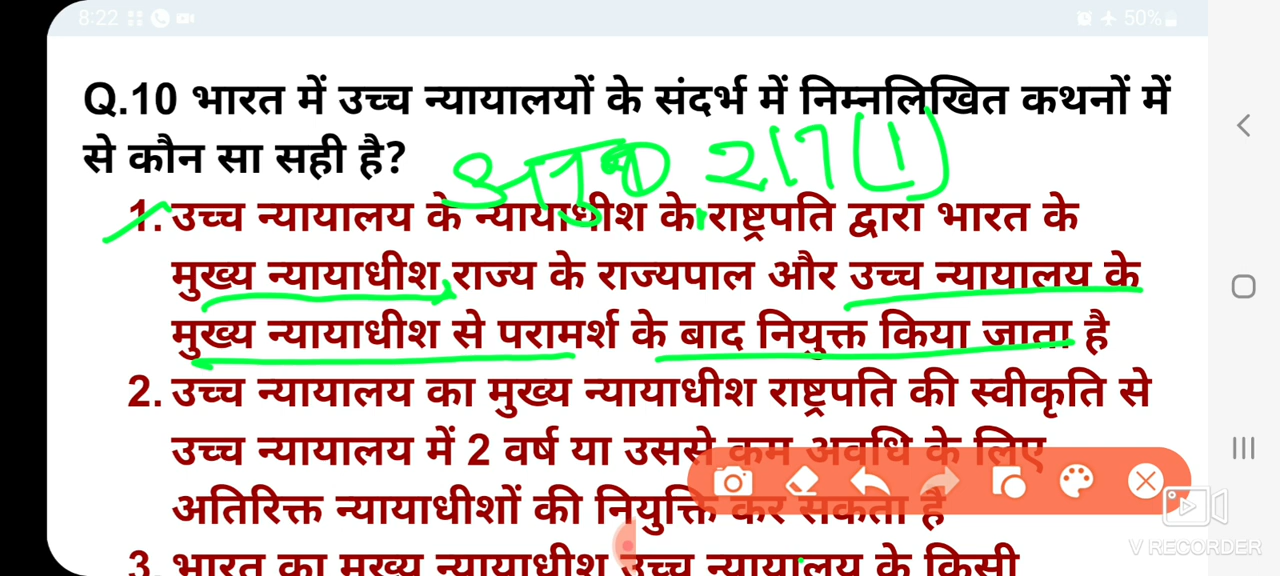 8:22
50%
Q.10 भारत में उच्च न्यायालयों के संदर्भ में निम्नलिखित कथनों में
से कौन सा सही है?
अनु० 217(1)
1. उच्च न्यायालय के न्यायाधीश के राष्ट्रपति द्वारा भारत के
मुख्य न्यायाधीश, राज्य के राज्यपाल और उच्च न्यायालय के
मुख्य न्यायाधीश से परामर्श के बाद नियुक्त किया जाता है
2. उच्च न्यायालय का मुख्य न्यायाधीश राष्ट्रपति की स्वीकृति से
उच्च न्यायालय में 2 वर्ष या उससे कम अवधि के लिए
अतिरिक्त न्यायाधीशों की नियुक्ति कर सकता है
3. भारत का मुख्य न्यायाधीश उच्च न्यायालय के किसी
V RECORDER